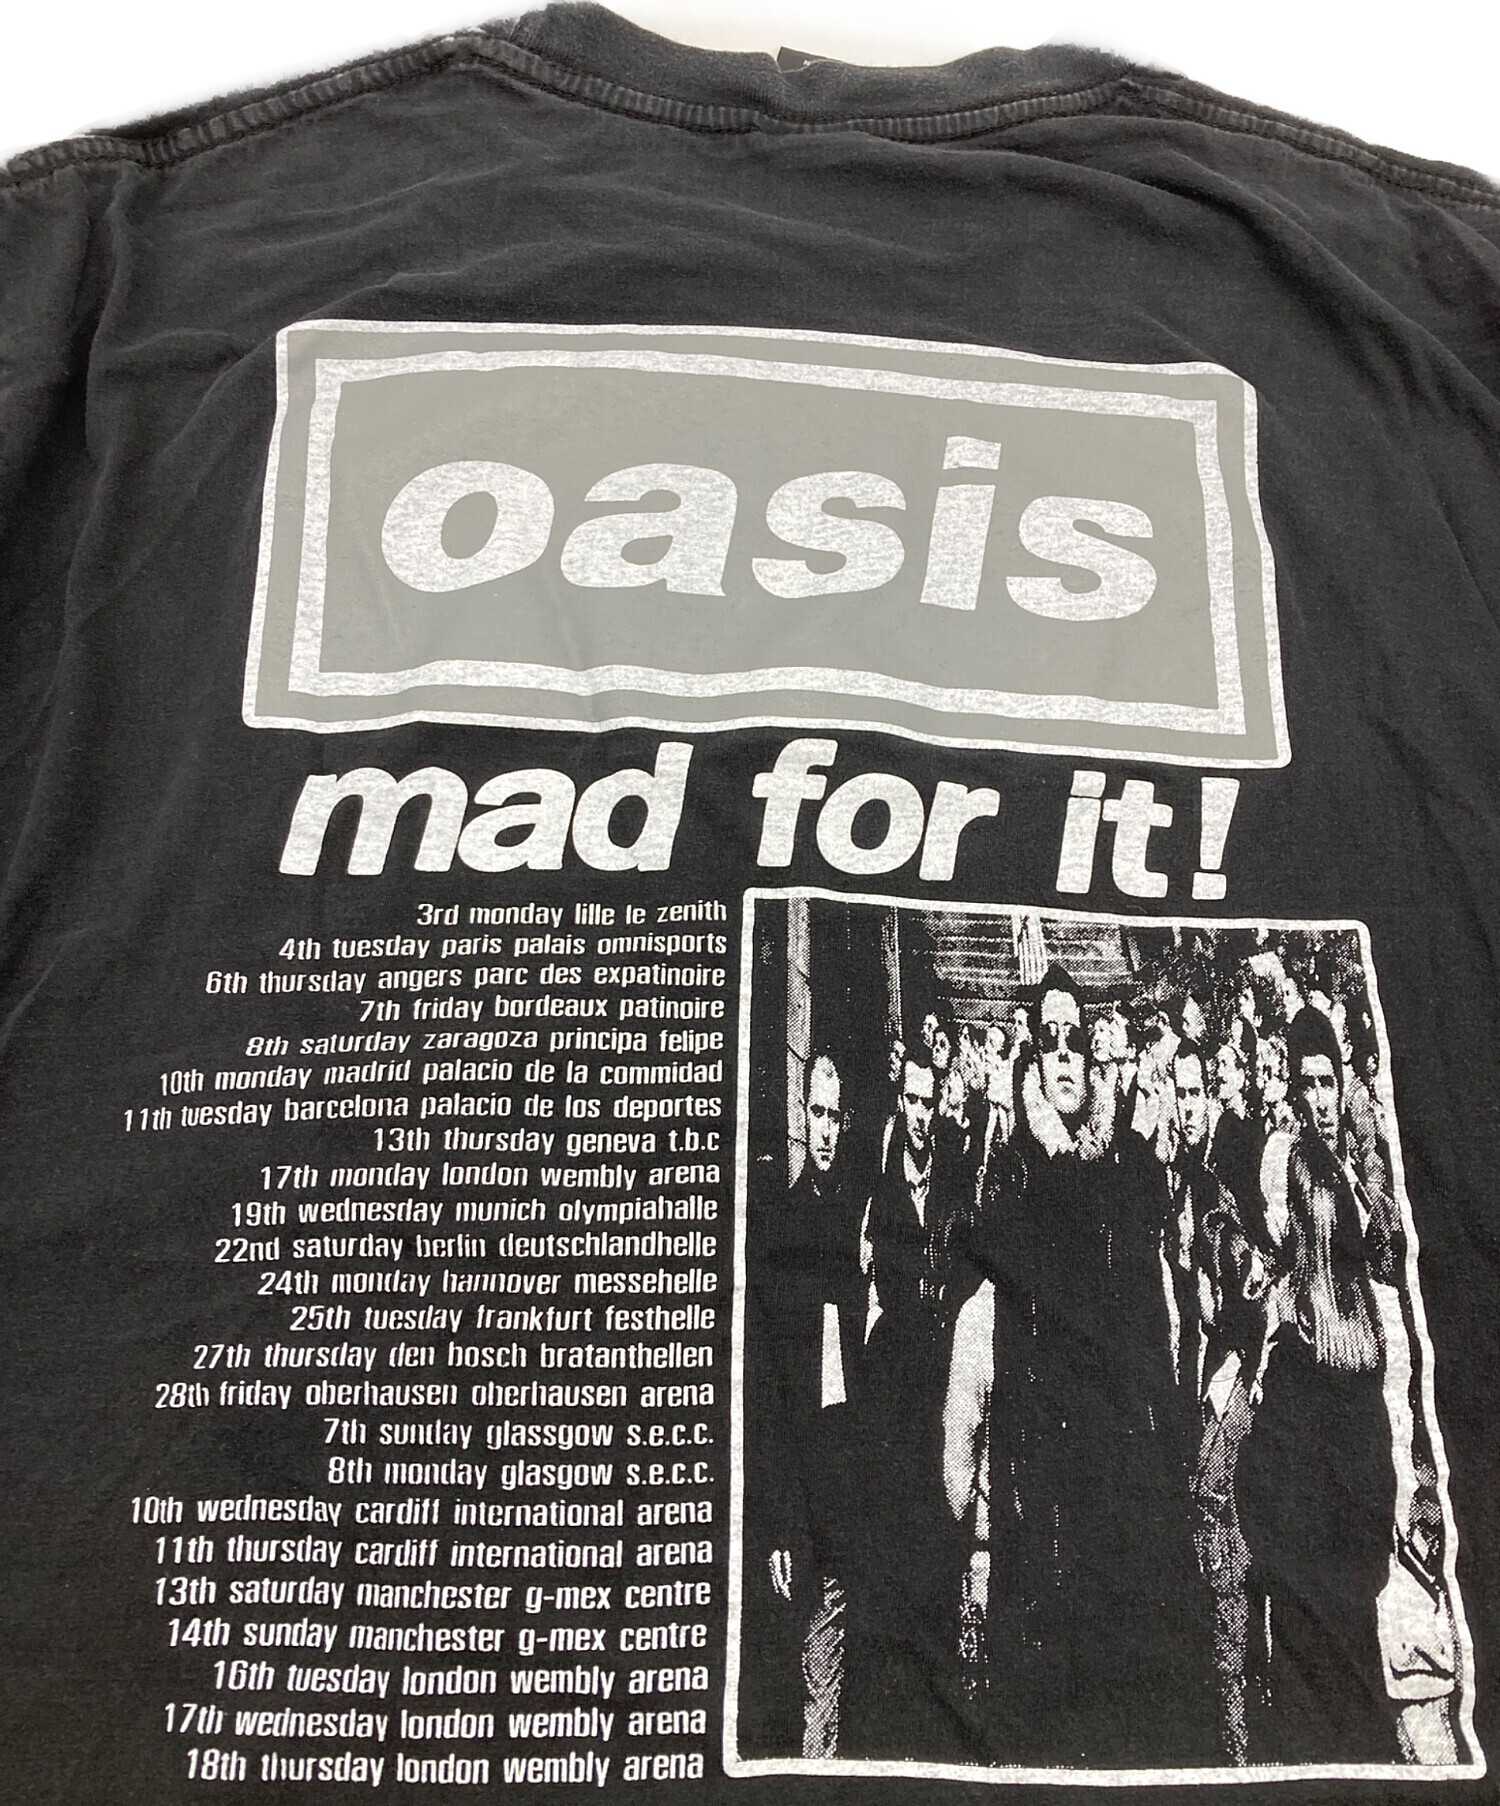 oasis
mad for it!
3rd monday lille le zenith
4th tuesday paris palais omnisports
6th thursday angers parc des expatinoire
7th friday bordeaux patinoire
8th saturday zaragoza principa felipe
10th monday madrid palacio de la commidad
11th tuesday barcelona palacio de los deportes
13th thursday geneva t.b.c
17th monday london wembly arena
19th wednesday munich olympiahalle
22nd saturday berlin deutschlandhelle
24th monday hannover messehelle
25th tuesday frankfurt festhelle
27th thursday den bosch bratanthellen
28th friday oberhausen oberhausen arena
7th sunday glassgow s.e.c.c.
8th monday glasgow s.e.c.c.
10th wednesday cardiff international arena
11th thursday cardiff international arena
13th saturday manchester g-mex centre
14th sunday manchester g-mex centre
16th tuesday london wembly arena
17th wednesday london wembly arena
18th thursday london wembly arena